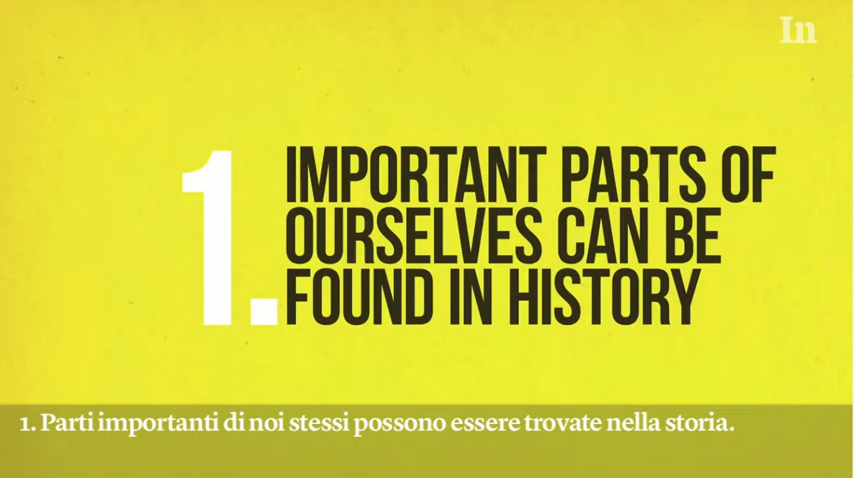 In
1. IMPORTANT PARTS OF
OURSELVES CAN BE
FOUND IN HISTORY
1. Parti importanti di noi stessi possono essere trovate nella storia.